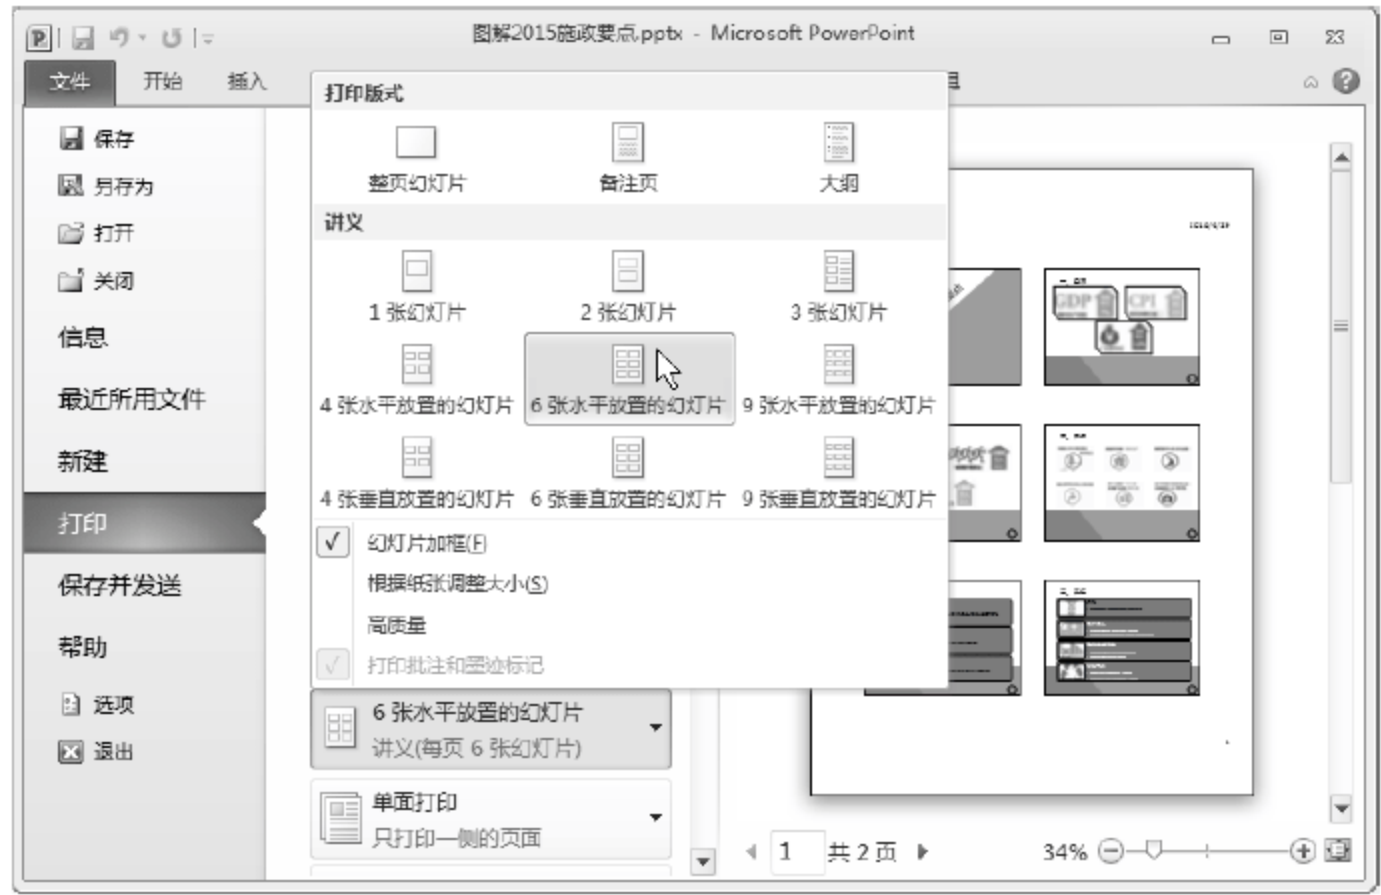 图解2015施政要点.pptx - Microsoft PowerPoint
文件 开始 插入
打印版式
整页幻灯片 备注页 大纲
讲义
1 张幻灯片 2 张幻灯片 3 张幻灯片
4 张水平放置的幻灯片 6 张水平放置的幻灯片 9 张水平放置的幻灯片
4 张垂直放置的幻灯片 6 张垂直放置的幻灯片 9 张垂直放置的幻灯片
幻灯片加框(F)
根据纸张调整大小(S)
高质量
打印批注和墨迹标记
保存
另存为
打开
关闭
信息
最近所用文件
新建
打印
保存并发送
帮助
选项
退出
6 张水平放置的幻灯片
讲义(每页 6 张幻灯片)
单面打印
只打印一侧的页面
GDP CPI
1 共 2 页
34%